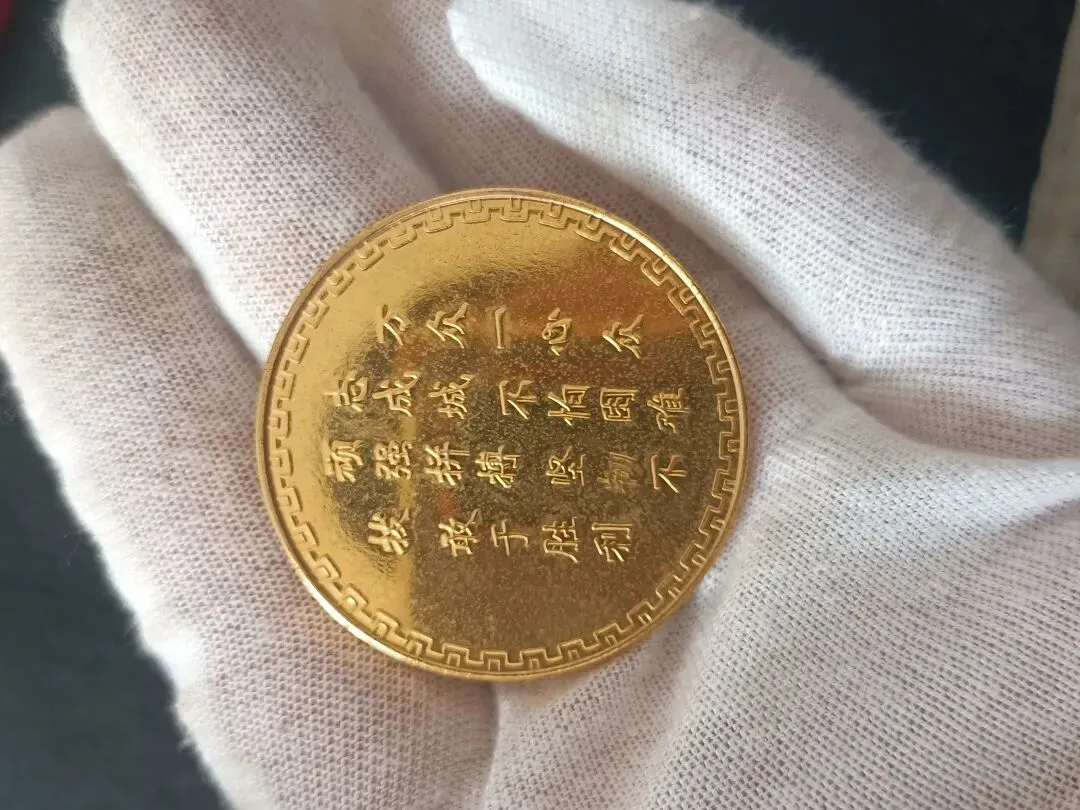 万众一心众
志成城不怕困难
顽强拼搏坚韧不
拔敢于胜利